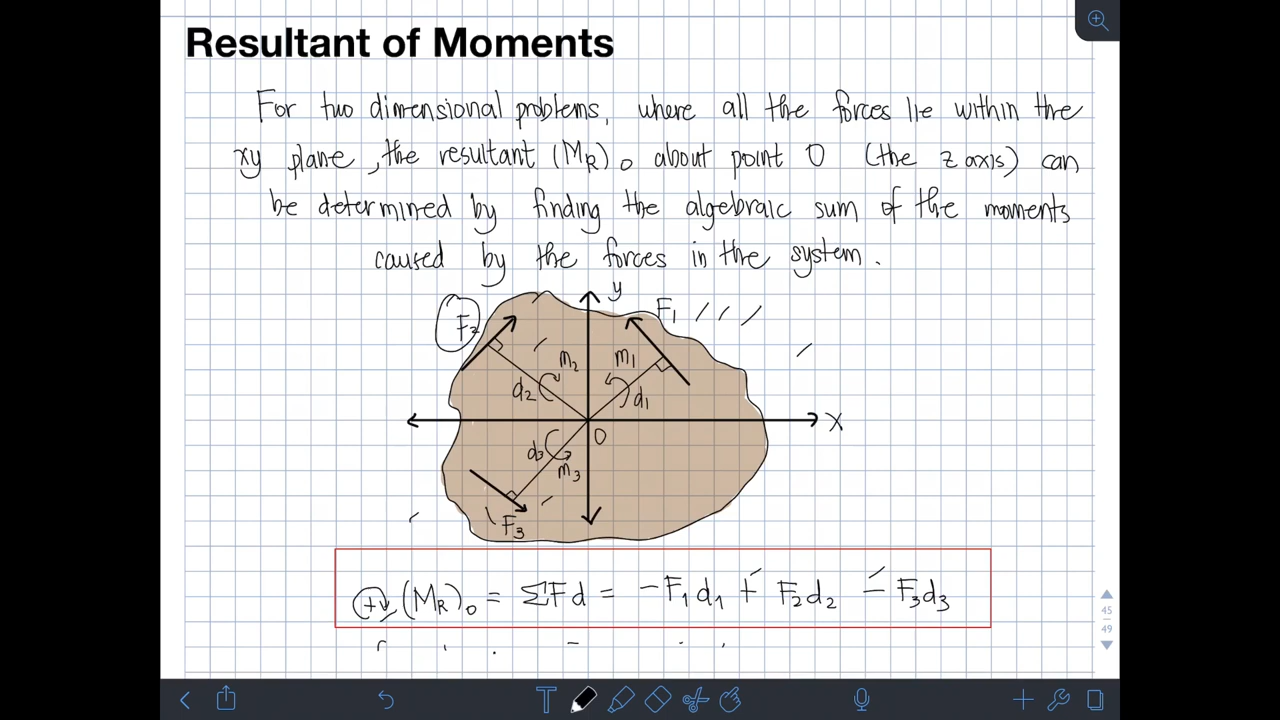 Resultant of Moments
For two dimensional problems, where all the forces lie within the
xy plane, the resultant (MR)o about point O (the z axis) can
be determined by finding the algebraic sum of the moments
caused by the forces in the system.
y
F2
F1
m2
m1
d2
d1
x
O
d3
m3
F3
+ (MR)o = ΣFd = -F1d1 + F2d2 - F3d3
45
49
T